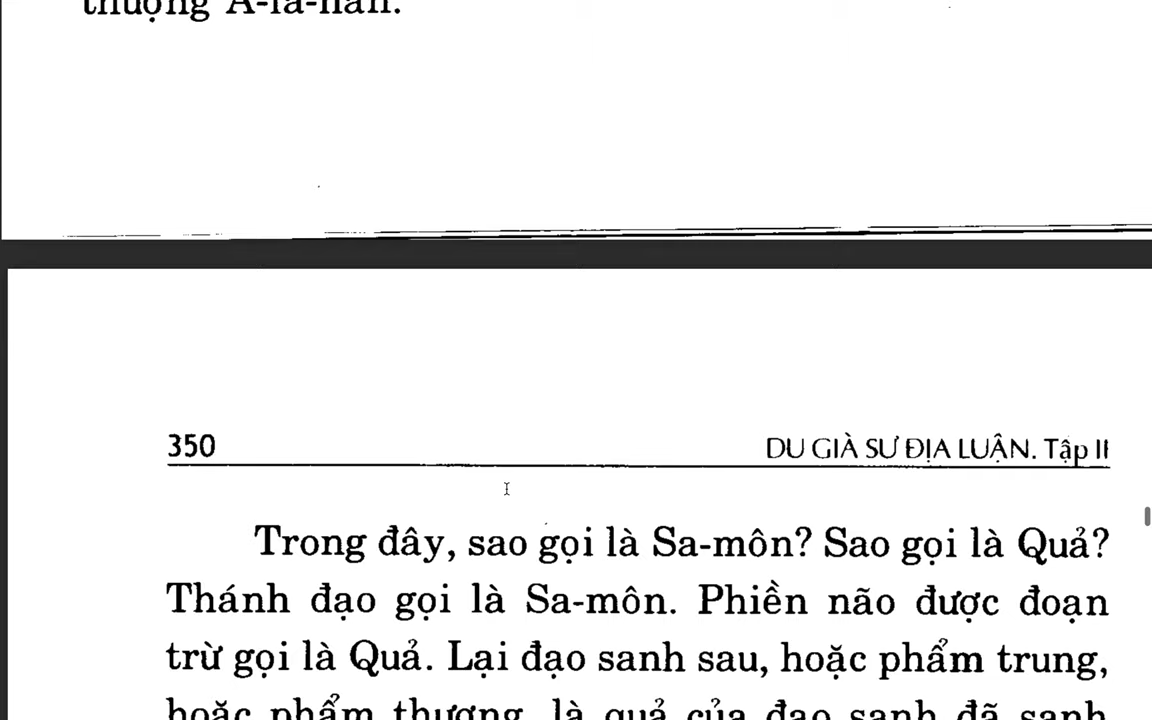 thượng A-la-hán.
350
DU GIÀ SƯ ĐỊA LUẬN. Tập II
Trong đây, sao gọi là Sa-môn? Sao gọi là Quả?
Thánh đạo gọi là Sa-môn. Phiền não được đoạn
trừ gọi là Quả. Lại đạo sanh sau, hoặc phẩm trung,
hoặc phẩm thượng, là quả của đạo sanh đã sanh